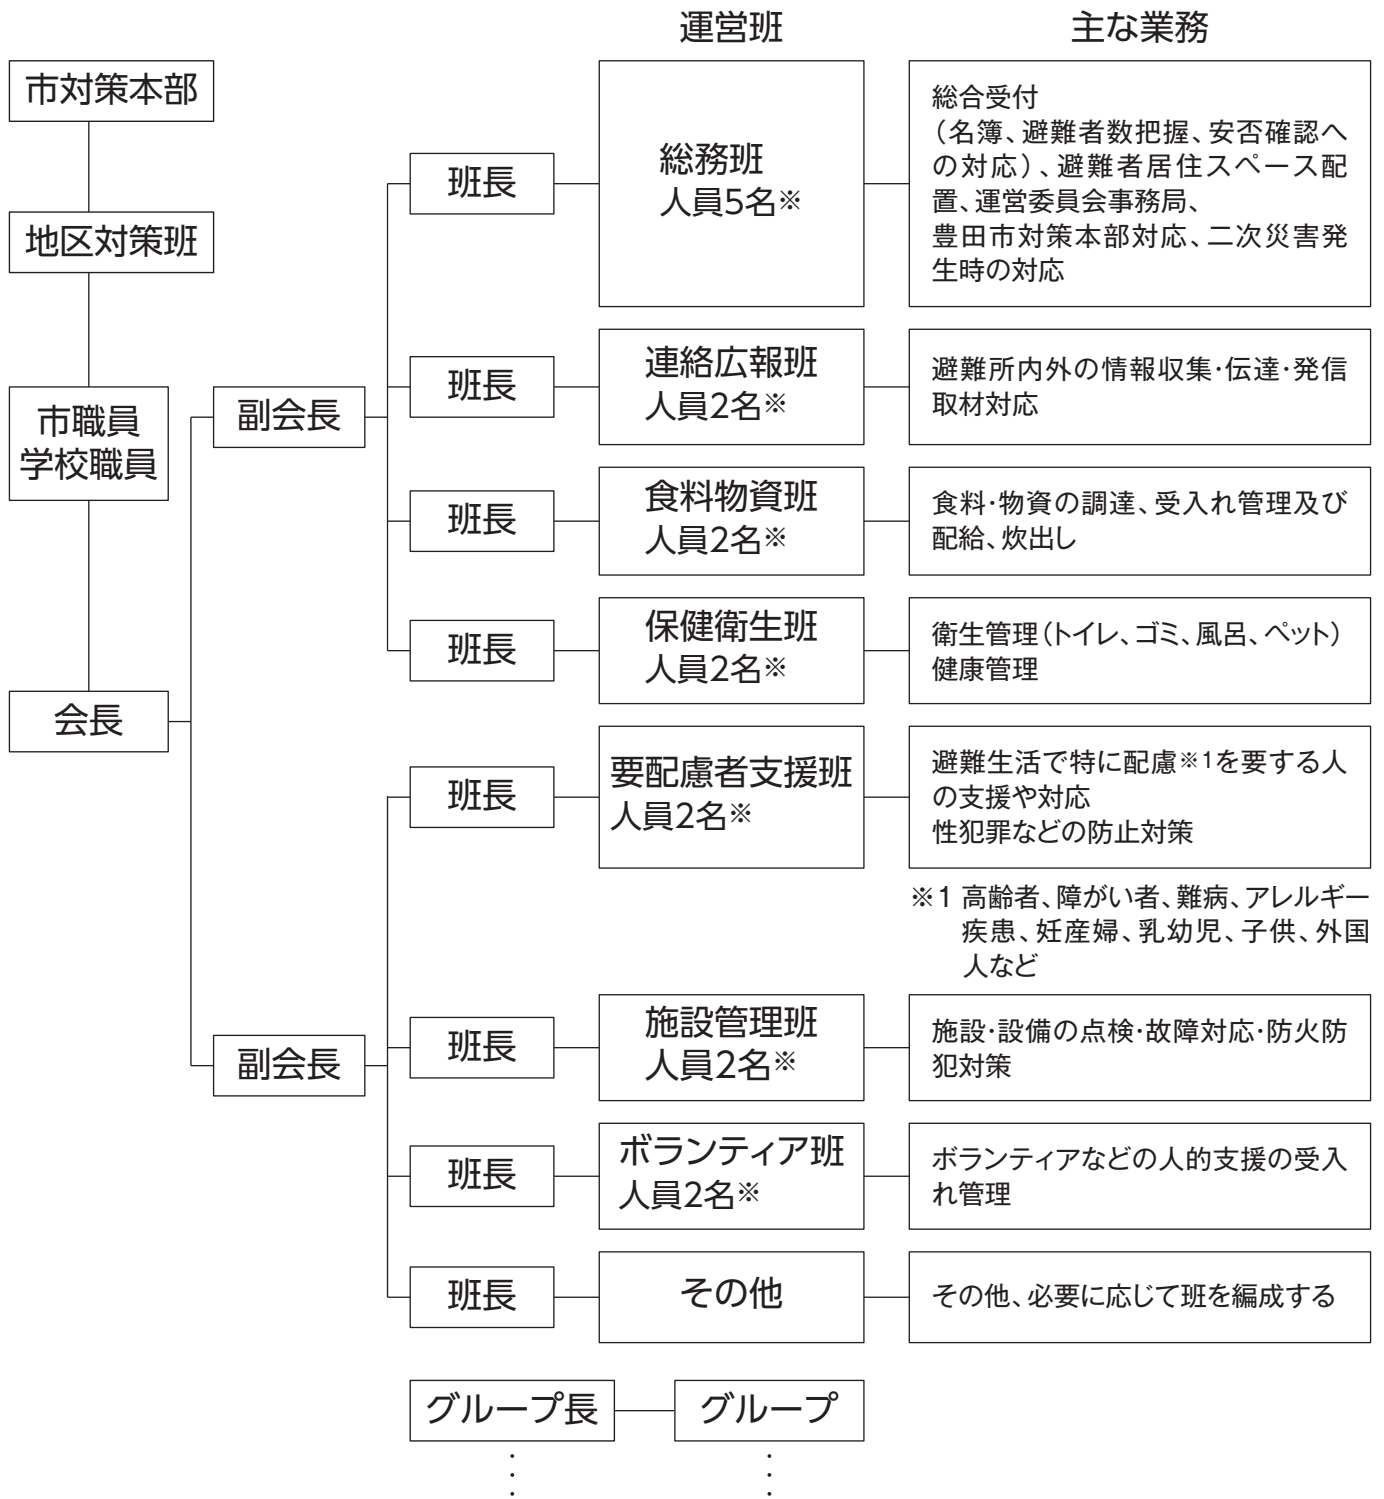 運営班
主な業務
市対策本部
地区対策班
市職員
学校職員
会長
副会長
班長
総務班
人員5名※
総合受付
（名簿、避難者数把握、安否確認へ
の対応）、避難者居住スペース配
置、運営委員会事務局、
豊田市対策本部対応、二次災害発
生時の対応
班長
連絡広報班
人員2名※
避難所内外の情報収集・伝達・発信
取材対応
班長
食料物資班
人員2名※
食料・物資の調達、受入れ管理及び
配給、炊出し
班長
保健衛生班
人員2名※
衛生管理（トイレ、ゴミ、風呂、ペット）
健康管理
副会長
班長
要配慮者支援班
人員2名※
避難生活で特に配慮※1を要する人
の支援や対応
性犯罪などの防止対策
※1 高齢者、障がい者、難病、アレルギー
疾患、妊産婦、乳幼児、子供、外国
人など
班長
施設管理班
人員2名※
施設・設備の点検・故障対応・防火防
犯対策
班長
ボランティア班
人員2名※
ボランティアなどの人的支援の受入
れ管理
班長
その他
その他、必要に応じて班を編成する
グループ長
グループ